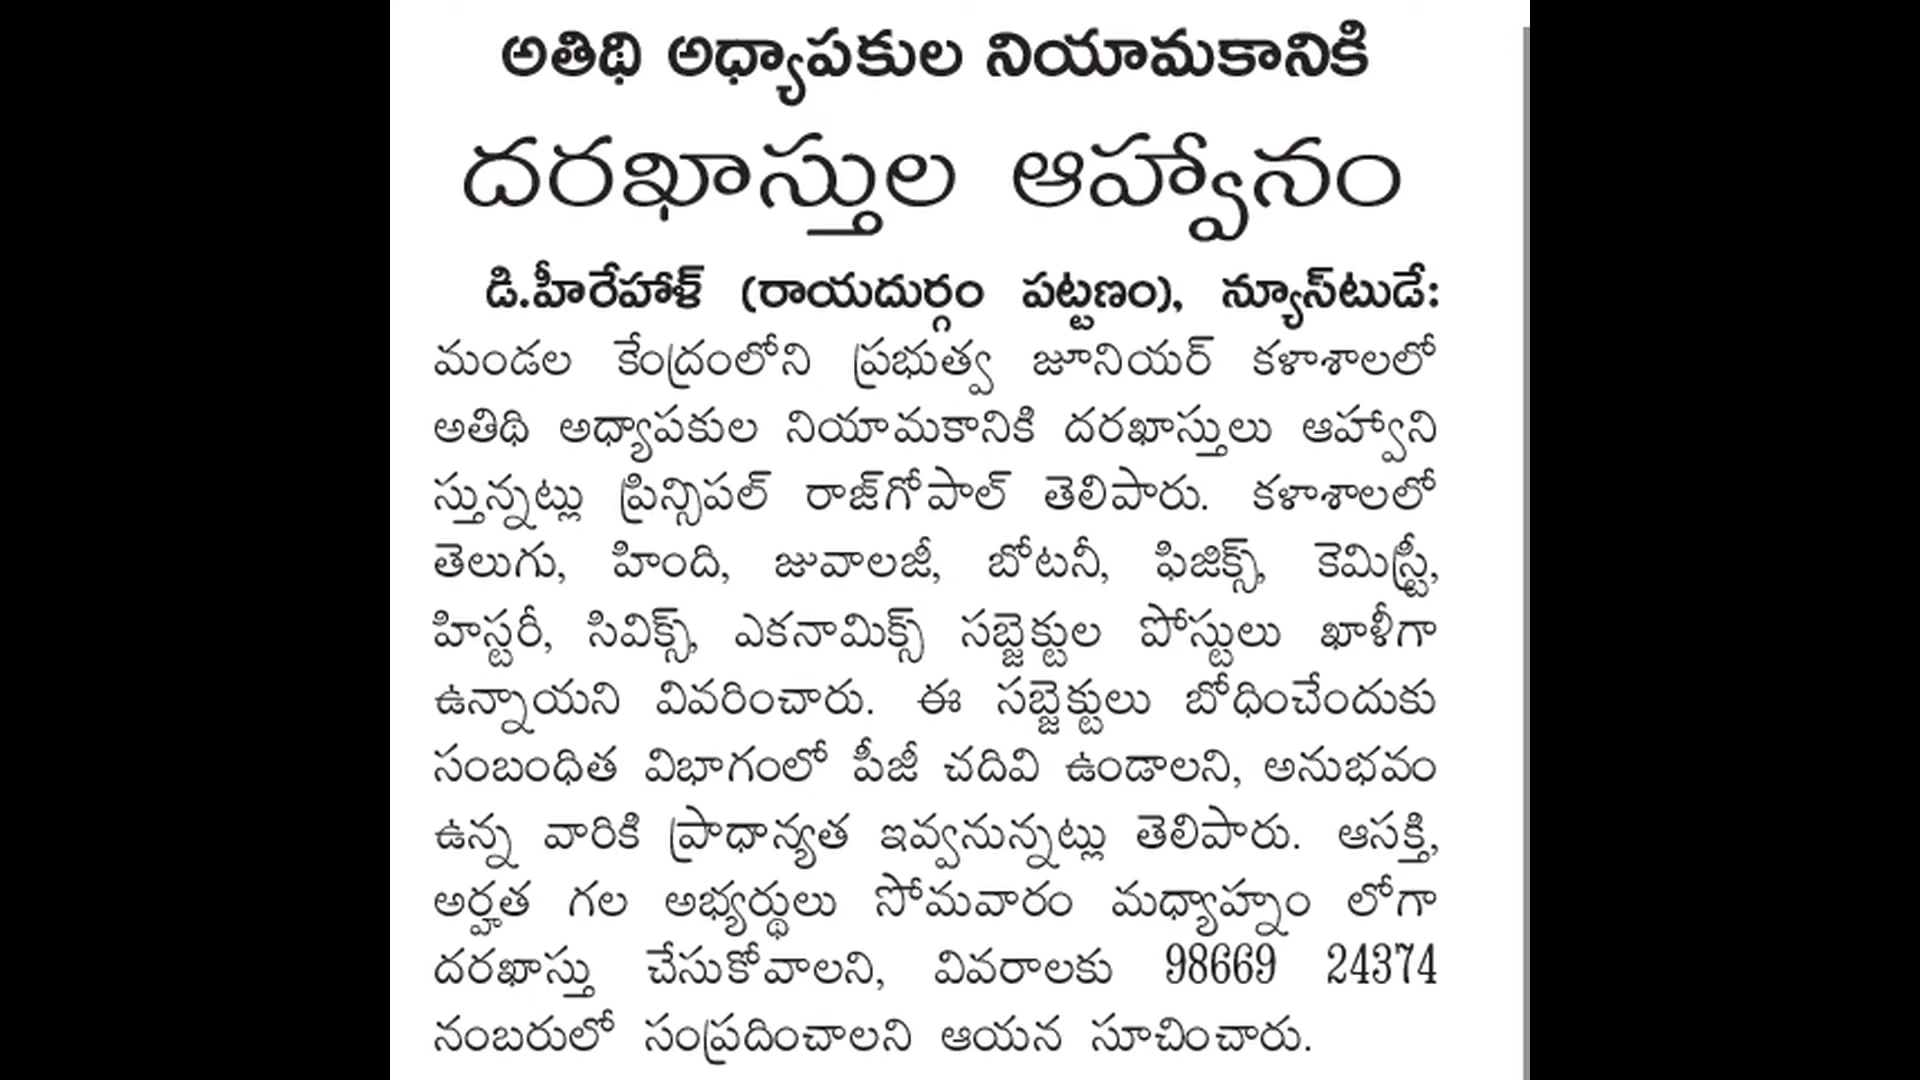 అతిథి అధ్యాపకుల నియామకానికి
దరఖాస్తుల ఆహ్వానం
డి.హీరేహాళ్ (రాయదుర్గం పట్టణం), న్యూస్‌టుడే:
మండల కేంద్రంలోని ప్రభుత్వ జూనియర్ కళాశాలలో
అతిథి అధ్యాపకుల నియామకానికి దరఖాస్తులు ఆహ్వాని
స్తున్నట్లు ప్రిన్సిపల్ రాజ్‌గోపాల్ తెలిపారు. కళాశాలలో
తెలుగు, హింది, జువాలజీ, బోటనీ, ఫిజిక్స్, కెమిస్ట్రీ,
హిస్టరీ, సివిక్స్, ఎకనామిక్స్ సబ్జెక్టుల పోస్టులు ఖాళీగా
ఉన్నాయని వివరించారు. ఈ సబ్జెక్టులు బోధించేందుకు
సంబంధిత విభాగంలో పీజీ చదివి ఉండాలని, అనుభవం
ఉన్న వారికి ప్రాధాన్యత ఇవ్వనున్నట్లు తెలిపారు. ఆసక్తి,
అర్హత గల అభ్యర్థులు సోమవారం మధ్యాహ్నం లోగా
దరఖాస్తు చేసుకోవాలని, వివరాలకు 98669 24374
నంబరులో సంప్రదించాలని ఆయన సూచించారు.